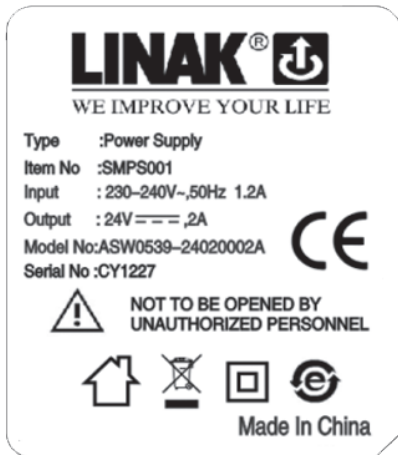 LINAK®
WE IMPROVE YOUR LIFE
Type :Power Supply
Item No :SMPS001
Input : 230–240V~,50Hz 1.2A
Output : 24V⎓,2A
Model No:ASW0539–24020002A
Serial No :CY1227
CE
NOT TO BE OPENED BY
UNAUTHORIZED PERSONNEL
e
Made In China